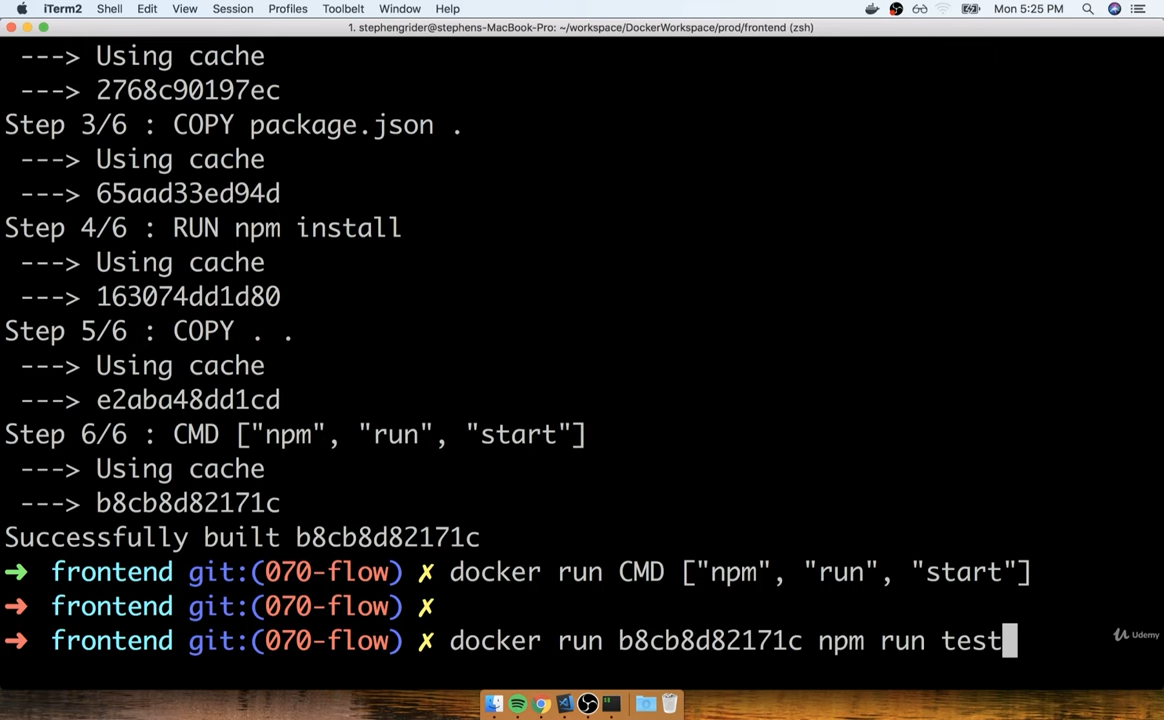 iTerm2 Shell Edit View Session Profiles Toolbelt Window Help Mon 5:25 PM
1. stephengrider@stephens-MacBook-Pro: ~/workspace/DockerWorkspace/prod/frontend (zsh)
---> Using cache
---> 2768c90197ec
Step 3/6 : COPY package.json .
---> Using cache
---> 65aad33ed94d
Step 4/6 : RUN npm install
---> Using cache
---> 163074dd1d80
Step 5/6 : COPY . .
---> Using cache
---> e2aba48dd1cd
Step 6/6 : CMD ["npm", "run", "start"]
---> Using cache
---> b8cb8d82171c
Successfully built b8cb8d82171c
➜ frontend git:(070-flow) ✗ docker run CMD ["npm", "run", "start"]
➜ frontend git:(070-flow) ✗
➜ frontend git:(070-flow) ✗ docker run b8cb8d82171c npm run test
Udemy